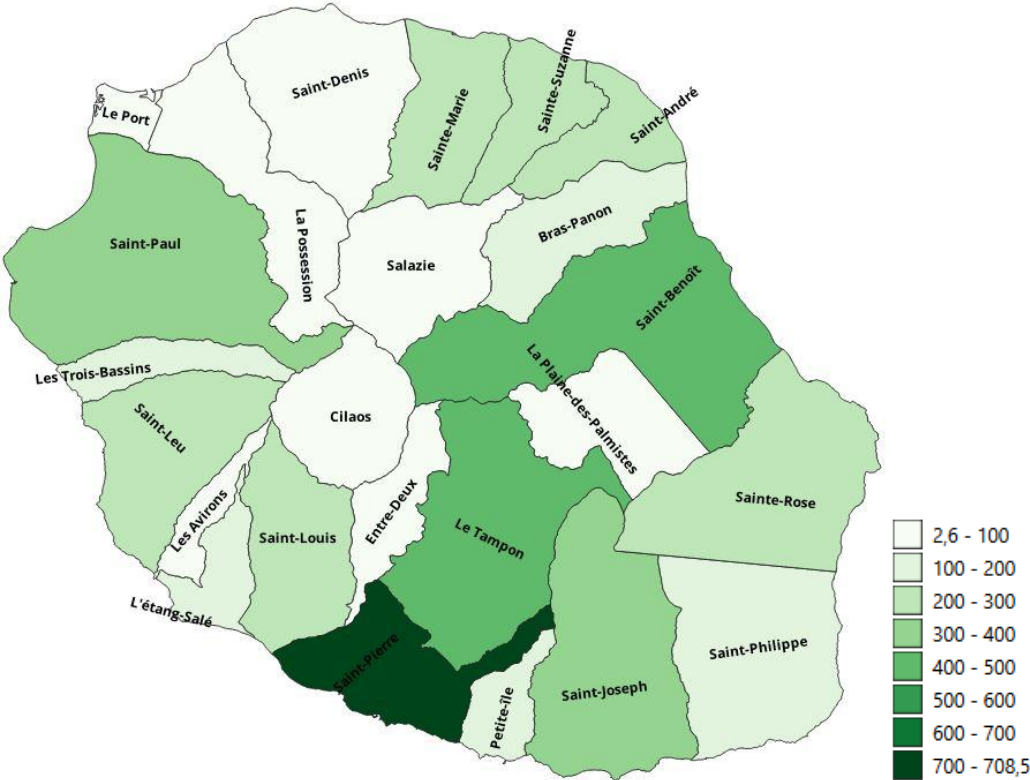 Saint-Denis
Sainte-Marie
Sainte-Suzanne
Saint-André
Le Port
La Possession
Saint-Paul
Salazie
Bras-Panon
Saint-Benoît
La Plaine-des-Palmistes
Les Trois-Bassins
Saint-Leu
Cilaos
Les Avirons
Saint-Louis
Entre-Deux
Le Tampon
Sainte-Rose
L'étang-Salé
Saint-Pierre
Petite-île
Saint-Joseph
Saint-Philippe
2,6 - 100
100 - 200
200 - 300
300 - 400
400 - 500
500 - 600
600 - 700
700 - 708,5